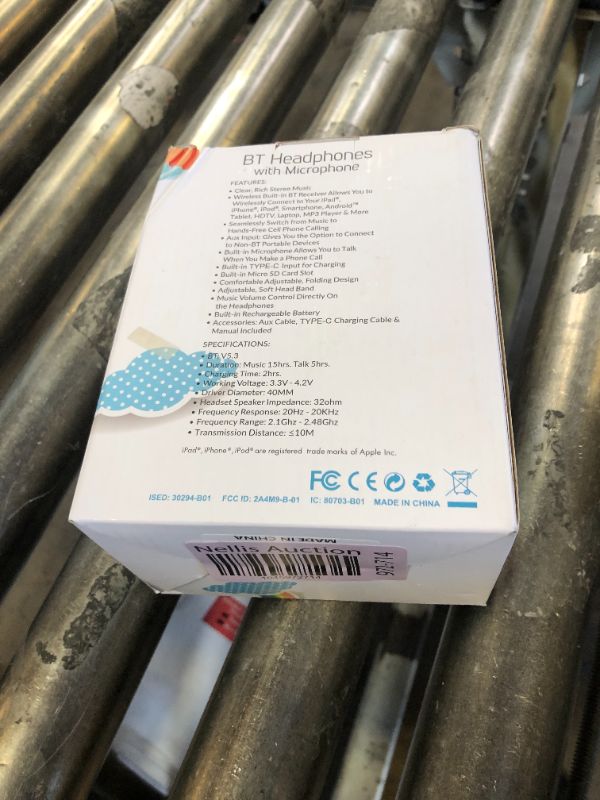 BT Headphones
with Microphone
FEATURES:
• Clear, Rich Stereo Music
• Wireless Built-in BT Receiver Allows You to
Wirelessly Connect to Your iPad®,
iPhone®, iPod®, Smartphone, Android™
Tablet, HDTV, Laptop, MP3 Player & More
• Seamlessly Switch from Music to
Hands-Free Cell Phone Calling
• Aux Input: Gives You the Option to Connect
to Non-BT Portable Devices
• Built-in Microphone Allows You to Talk
When You Make a Phone Call
• Built-in TYPE-C Input for Charging
• Built-in Micro SD Card Slot
• Comfortable Adjustable, Folding Design
• Adjustable, Soft Head Band
• Music Volume Control Directly On
the Headphones
• Built-in Rechargeable Battery
• Accessories: Aux Cable, TYPE-C Charging Cable &
Manual Included
SPECIFICATIONS:
• BT V5.3
• Duration: Music 15hrs. Talk 5hrs.
• Charging Time: 2hrs.
• Working Voltage: 3.3V - 4.2V
• Driver Diameter: 40MM
• Headset Speaker Impedance: 32ohm
• Frequency Response: 20Hz - 20KHz
• Frequency Range: 2.1Ghz - 2.48Ghz
• Transmission Distance: ≤10M
iPad®, iPhone®, iPod® are registered trade marks of Apple Inc.
FC CE
ISED: 30294-B01 FCC ID: 2A4M9-B-01 IC: 80703-B01 MADE IN CHINA
MADE IN CHINA
Nellis Auction